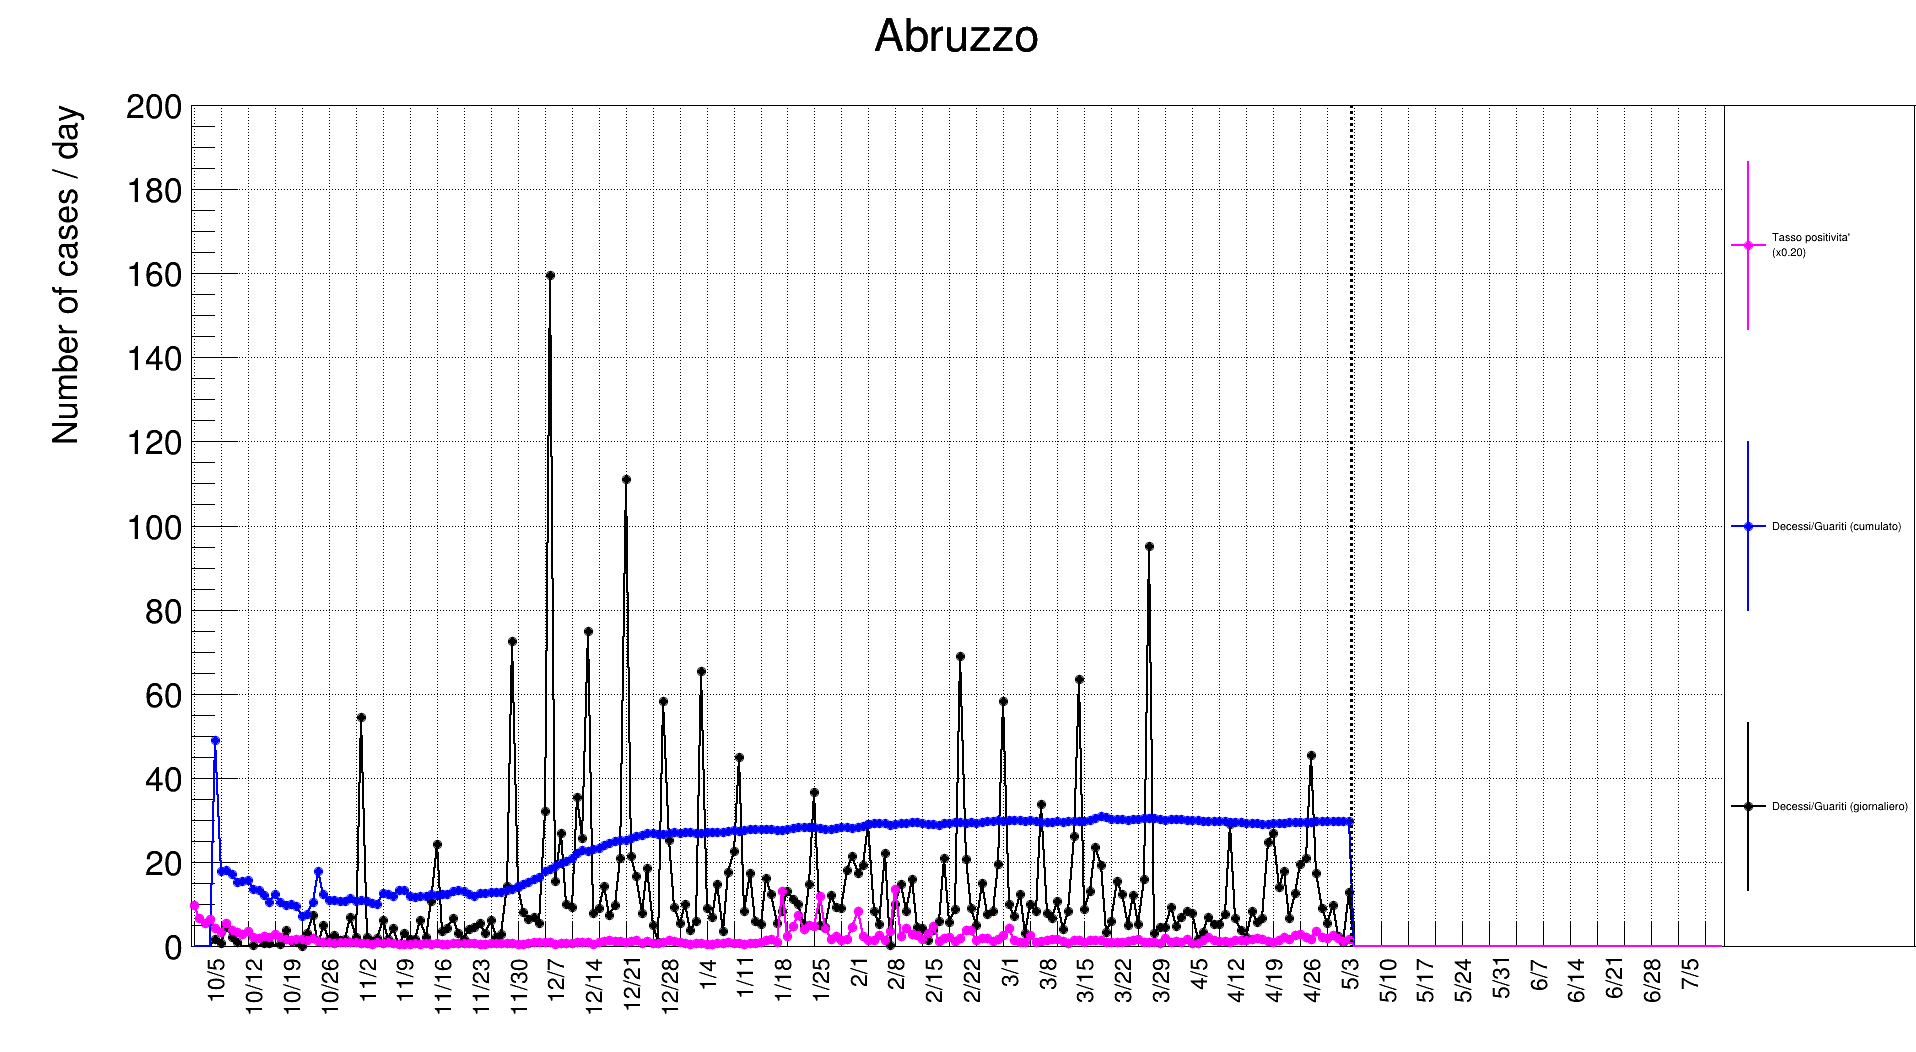 Abruzzo
Number of cases / day
200
180
160
140
120
100
80
60
40
20
0
10/5 10/12 10/19 10/26 11/2 11/9 11/16 11/23 11/30 12/7 12/14 12/21 12/28 1/4 1/11 1/18 1/25 2/1 2/8 2/15 2/22 3/1 3/8 3/15 3/22 3/29 4/5 4/12 4/19 4/26 5/3 5/10 5/17 5/24 5/31 6/7 6/14 6/21 6/28 7/5
Tasso positivita'
(x0.20)
Decessi/Guariti (cumulato)
Decessi/Guariti (giornaliero)